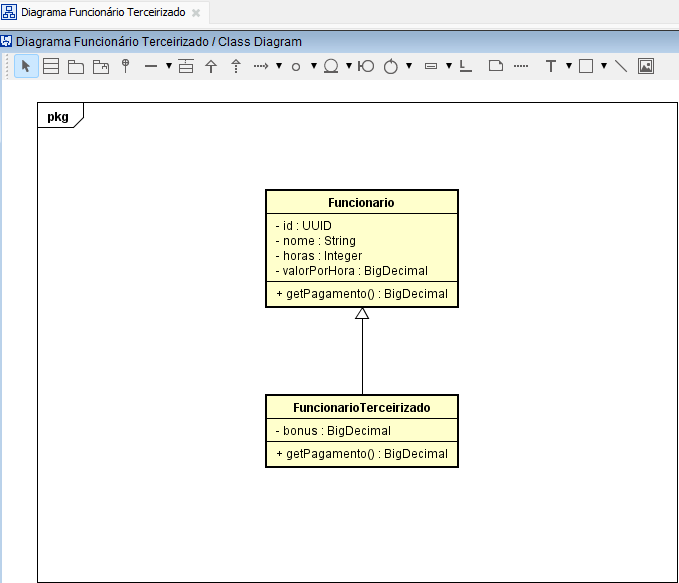 Diagrama Funcionário Terceirizado
Diagrama Funcionário Terceirizado / Class Diagram
pkg
Funcionario
- id : UUID
- nome : String
- horas : Integer
- valorPorHora : BigDecimal
+ getPagamento() : BigDecimal
FuncionarioTerceirizado
- bonus : BigDecimal
+ getPagamento() : BigDecimal